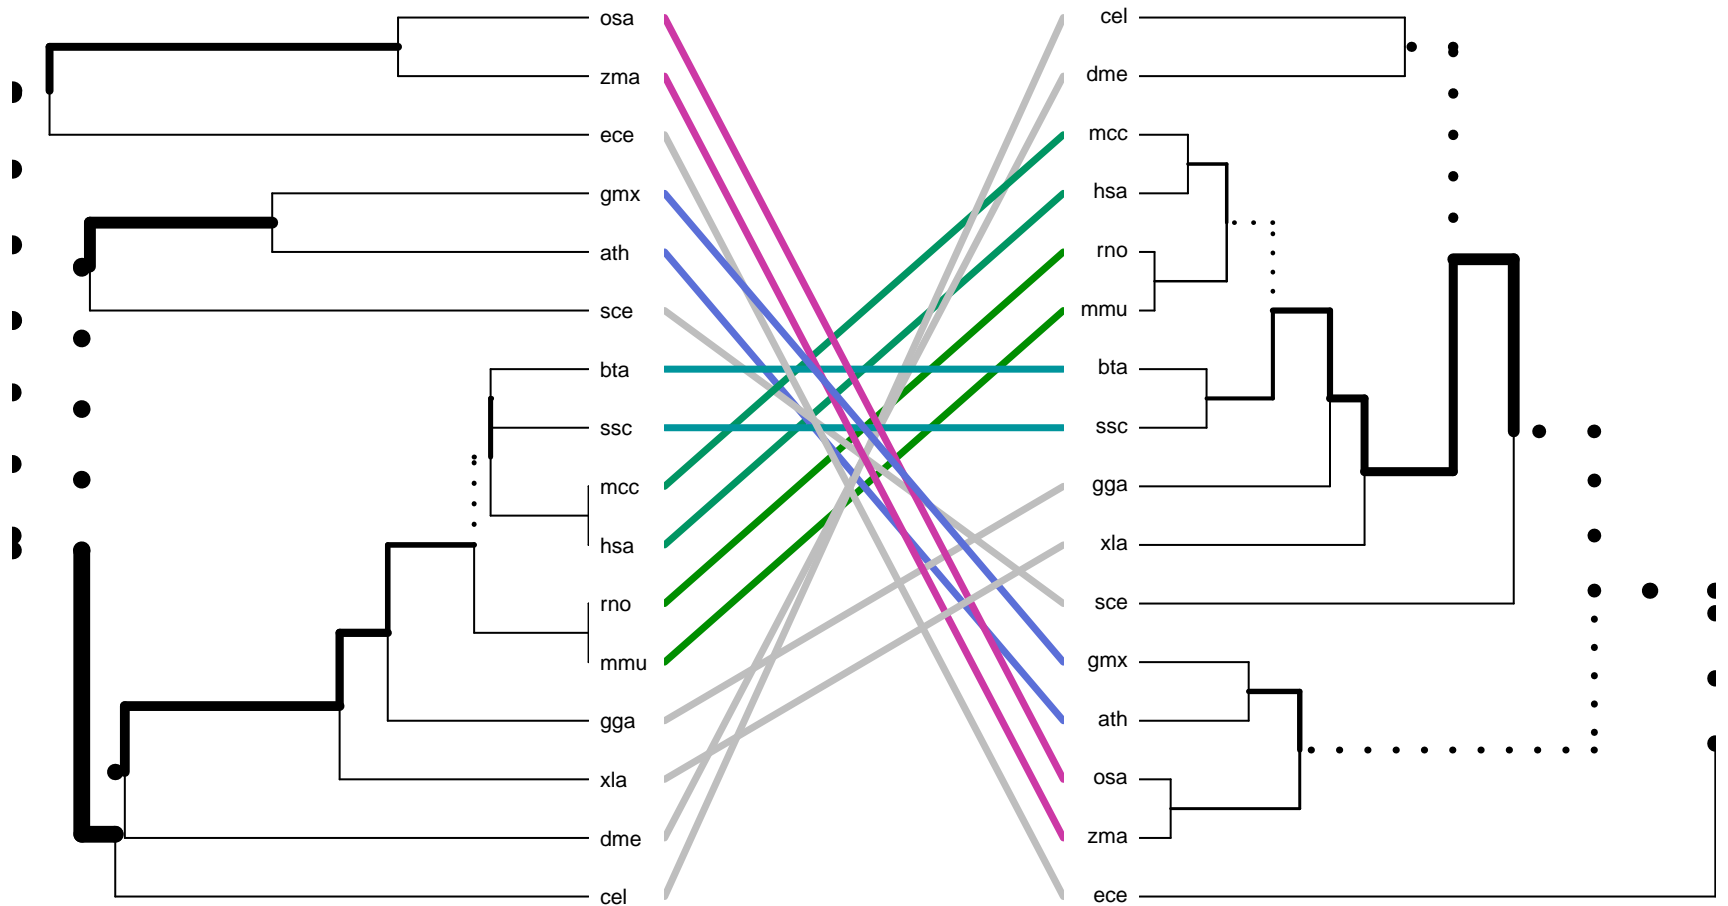 osa
zma
ece
gmx
ath
sce
bta
ssc
mcc
hsa
rno
mmu
gga
xla
dme
cel
cel
dme
mcc
hsa
rno
mmu
bta
ssc
gga
xla
sce
gmx
ath
osa
zma
ece